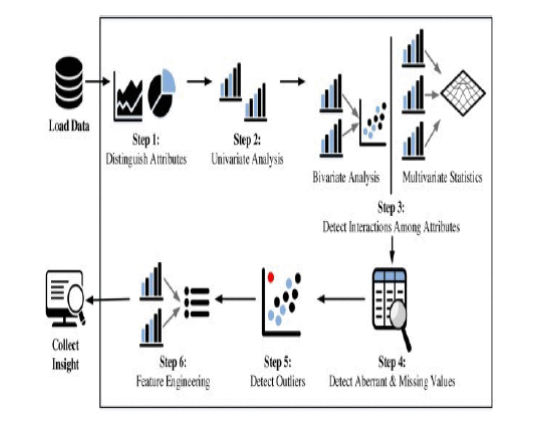 Load Data
Step 1:
Distinguish Attributes
Step 2:
Univariate Analysis
Bivariate Analysis
Multivariate Statistics
Step 3:
Detect Interactions Among Attributes
Step 4:
Detect Aberrant & Missing Values
Step 5:
Detect Outliers
Step 6:
Feature Engineering
Collect
Insight